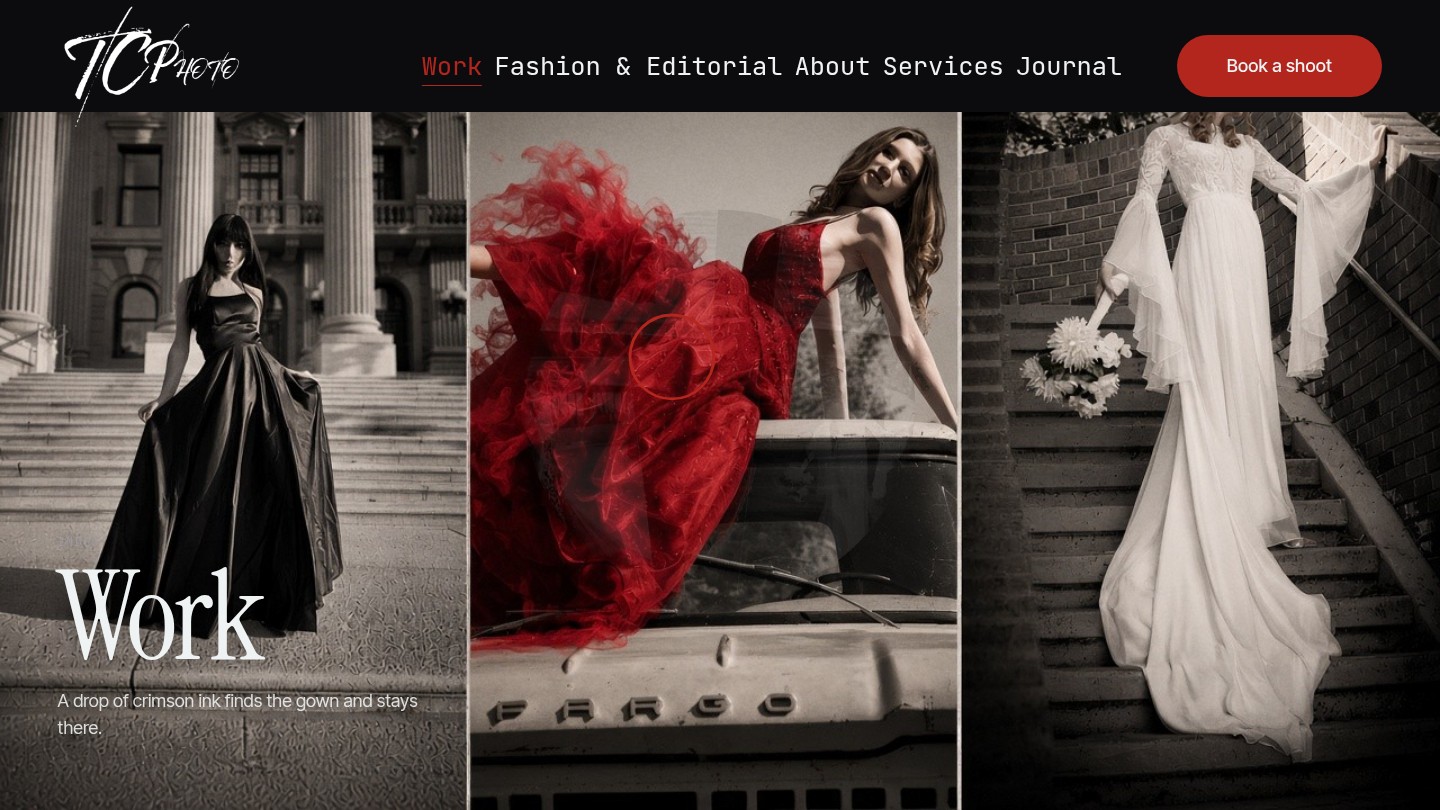 TCPHOTO
Work Fashion & Editorial About Services Journal
Book a shoot
Work
A drop of crimson ink finds the gown and stays
there.
FARGO